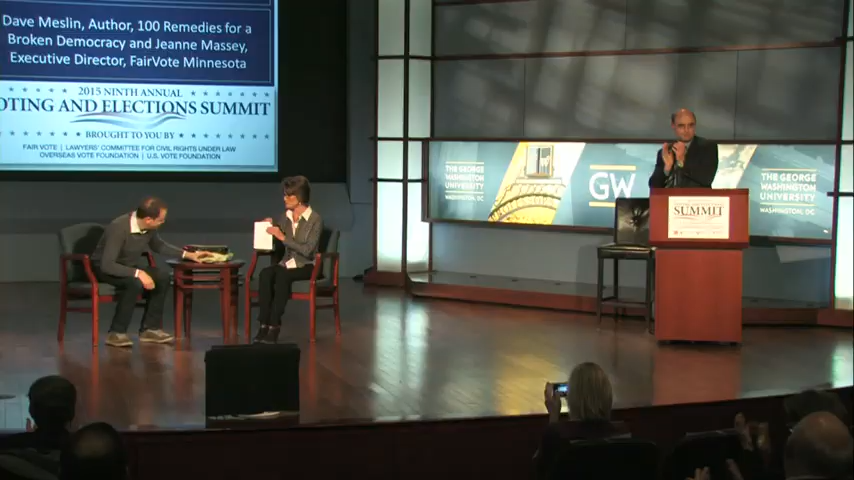 Dave Meslin, Author, 100 Remedies for a
Broken Democracy and Jeanne Massey,
Executive Director, FairVote Minnesota
2015 NINTH ANNUAL
OTING AND ELECTIONS SUMMIT
BROUGHT TO YOU BY
FAIR VOTE | LAWYERS' COMMITTEE FOR CIVIL RIGHTS UNDER LAW
OVERSEAS VOTE FOUNDATION | U.S. VOTE FOUNDATION
THE GEORGE
WASHINGTON
UNIVERSITY
WASHINGTON, DC
GW
THE GEORGE
WASHINGTON
UNIVERSITY
WASHINGTON, DC
SUMMIT